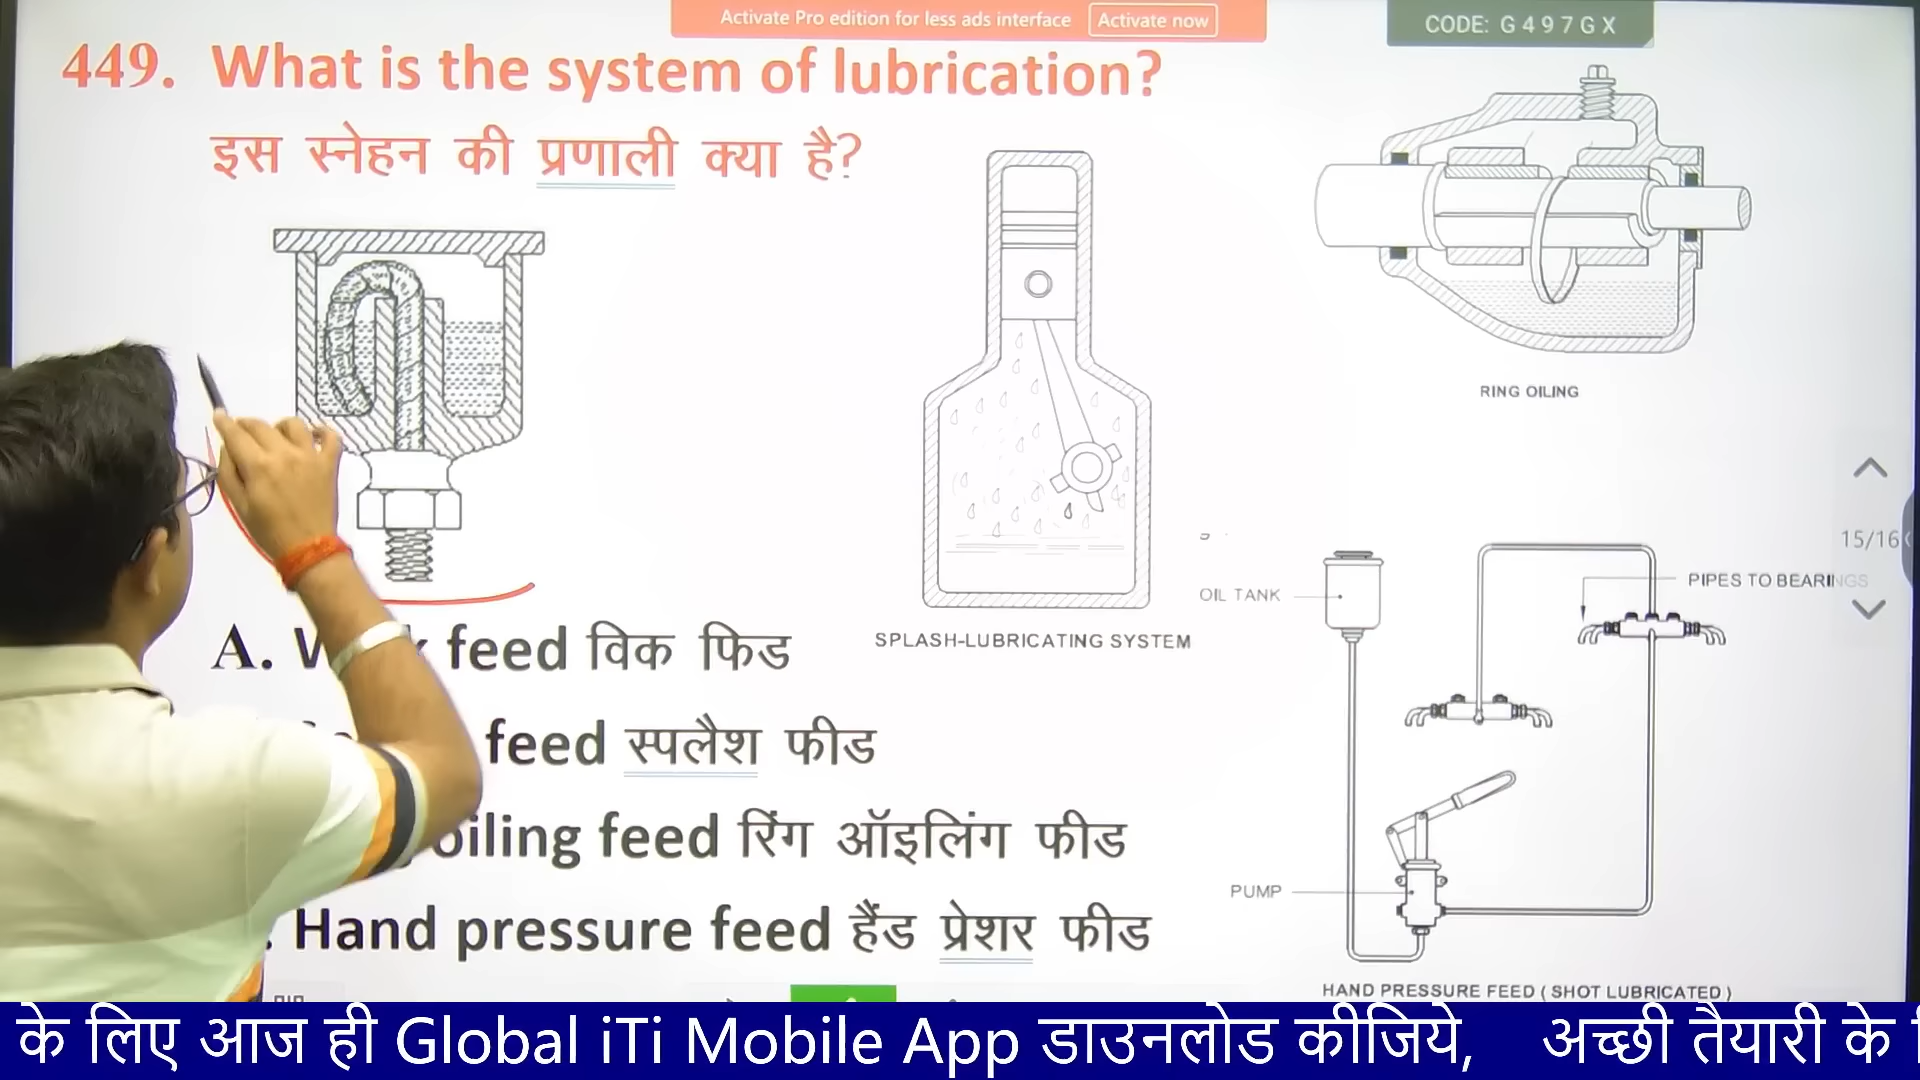 Activate Pro edition for less ads interface Activate now
CODE: G497GX
449. What is the system of lubrication?
इस स्नेहन की प्रणाली क्या है?
RING OILING
15/16
OIL TANK
PIPES TO BEARINGS
SPLASH-LUBRICATING SYSTEM
A. feed विक फिड
feed स्पलैश फीड
oiling feed रिंग ऑइलिंग फीड
PUMP
Hand pressure feed हैंड प्रेशर फीड
HAND PRESSURE FEED (SHOT LUBRICATED)
के लिए आज ही Global iTi Mobile App डाउनलोड कीजिये, अच्छी तैयारी के